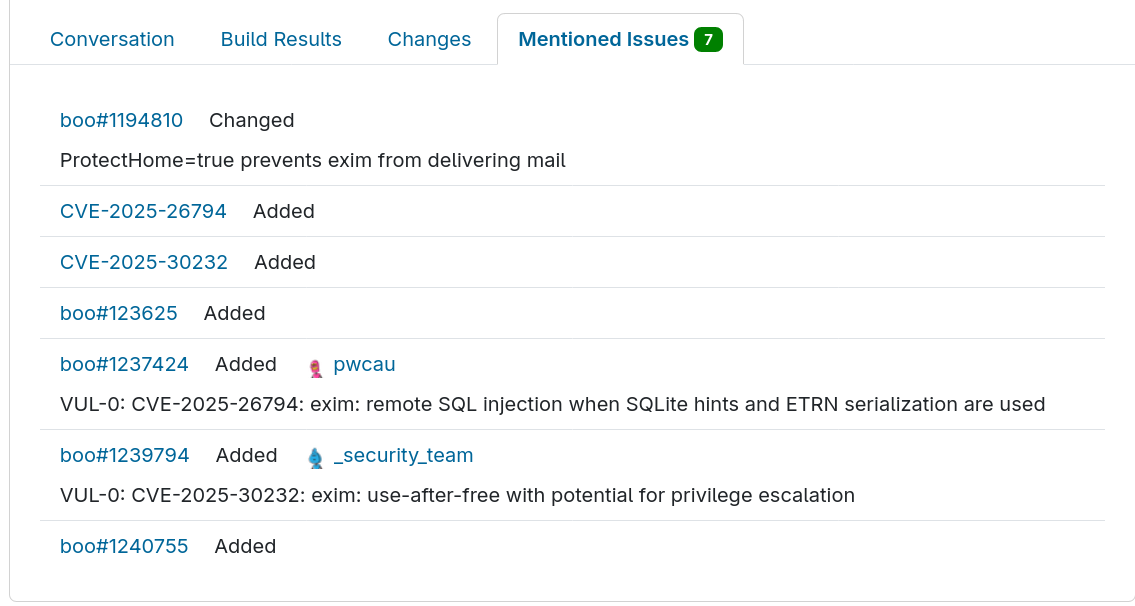 Conversation Build Results Changes Mentioned Issues 7
boo#1194810 Changed
ProtectHome=true prevents exim from delivering mail
CVE-2025-26794 Added
CVE-2025-30232 Added
boo#123625 Added
boo#1237424 Added pwcau
VUL-0: CVE-2025-26794: exim: remote SQL injection when SQLite hints and ETRN serialization are used
boo#1239794 Added _security_team
VUL-0: CVE-2025-30232: exim: use-after-free with potential for privilege escalation
boo#1240755 Added